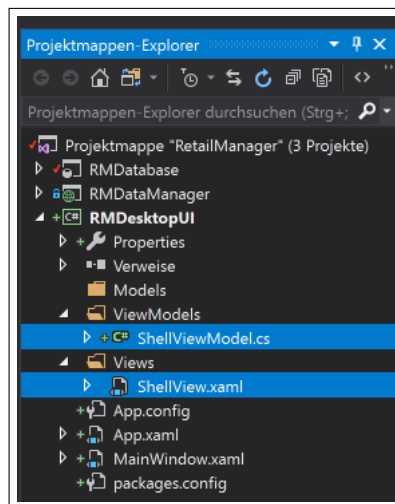 Projektmappen-Explorer
Projektmappen-Explorer durchsuchen (Strg+;
Projektmappe "RetailManager" (3 Projekte)
RMDatabase
RMDataManager
C# RMDesktopUI
Properties
Verweise
Models
ViewModels
C# ShellViewModel.cs
Views
ShellView.xaml
App.config
App.xaml
MainWindow.xaml
packages.config